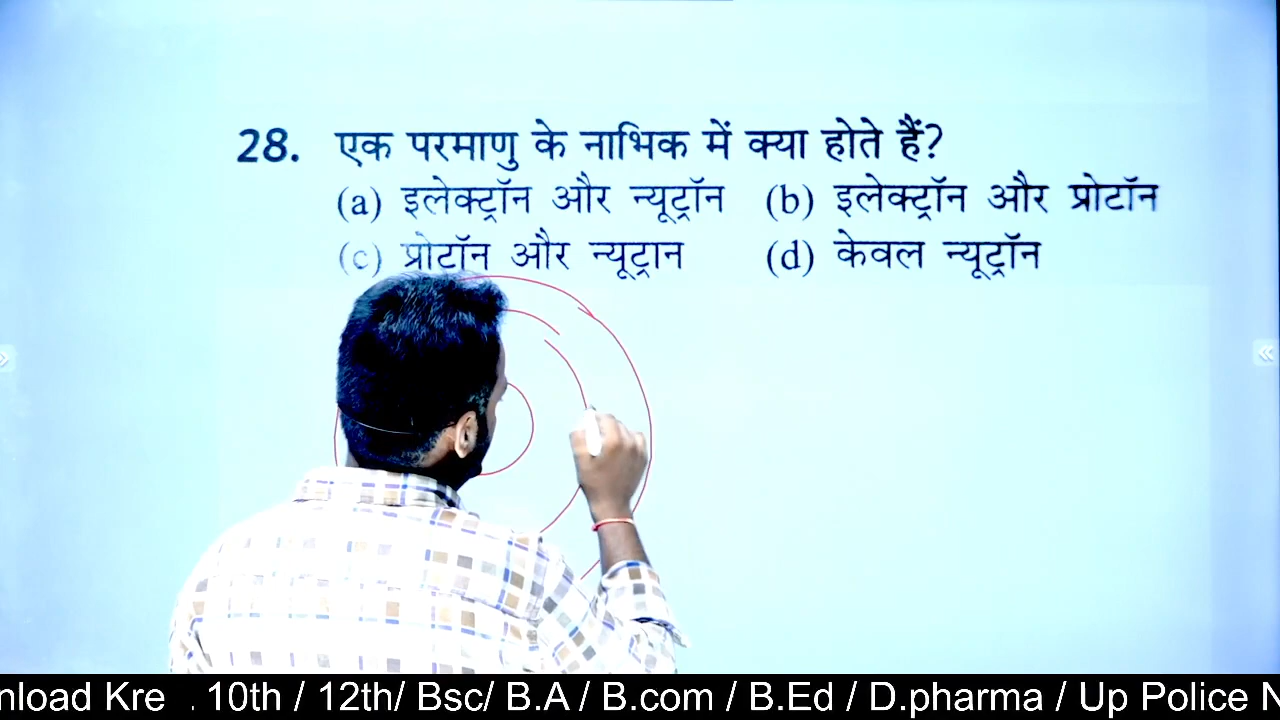 28. एक परमाणु के नाभिक में क्या होते हैं?
(a) इलेक्ट्रॉन और न्यूट्रॉन (b) इलेक्ट्रॉन और प्रोटॉन
(c) प्रोटॉन और न्यूट्रान (d) केवल न्यूट्रॉन
nload Kre . 10th / 12th/ Bsc/ B.A / B.com / B.Ed / D.pharma / Up Police N